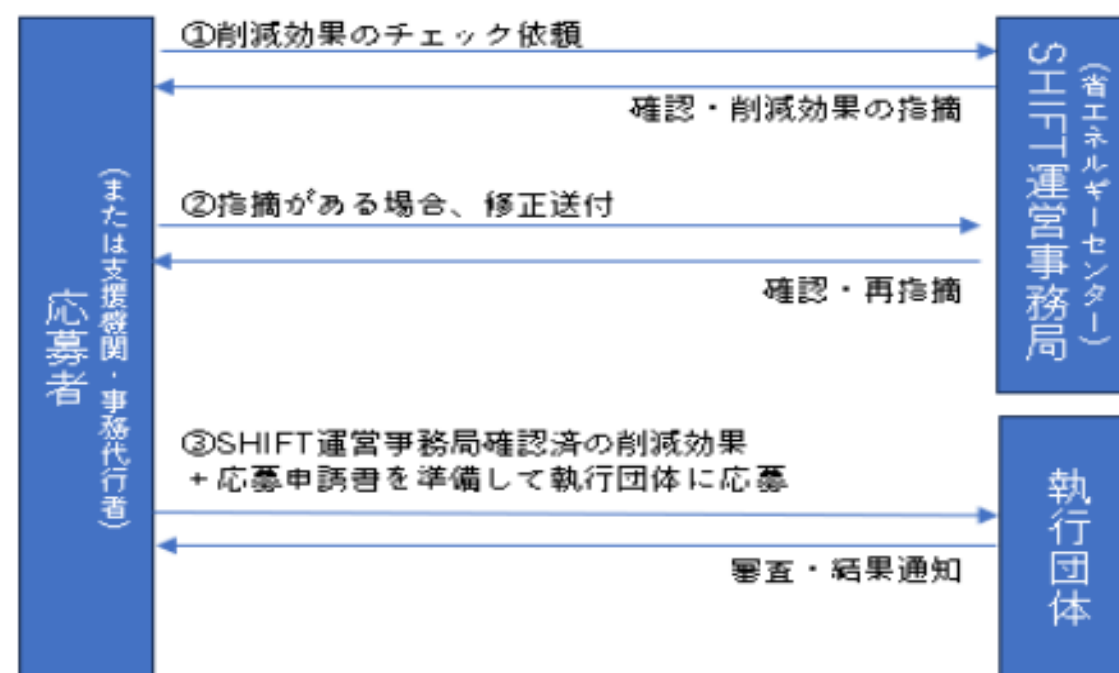 ①削減効果のチェック依頼
確認・削減効果の指摘
②指摘がある場合、修正送付
確認・再指摘
③SHIFT運営事務局確認済の削減効果
+応募申請書を準備して執行団体に応募
審査・結果通知
応募者
(または支援機関・事務代行者)
SHIFT運営事務局
(省エネルギーセンター)
執行団体